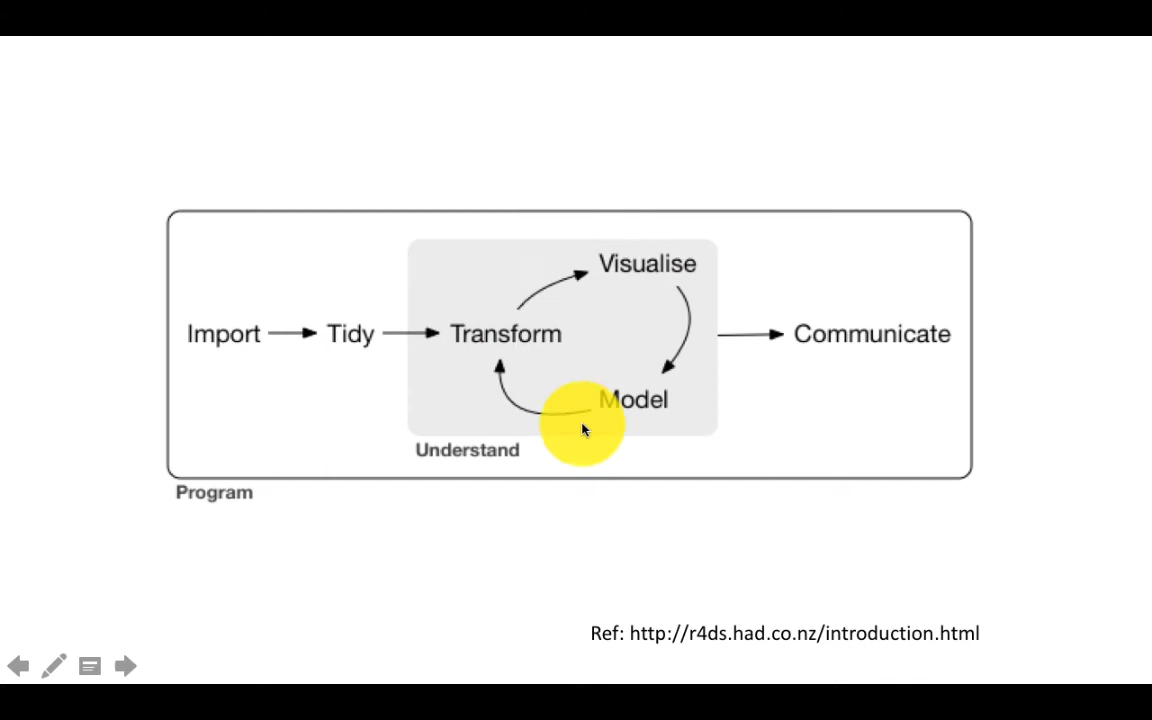 Visualise
Import Tidy Transform Communicate
Model
Understand
Program
Ref: http://r4ds.had.co.nz/introduction.html